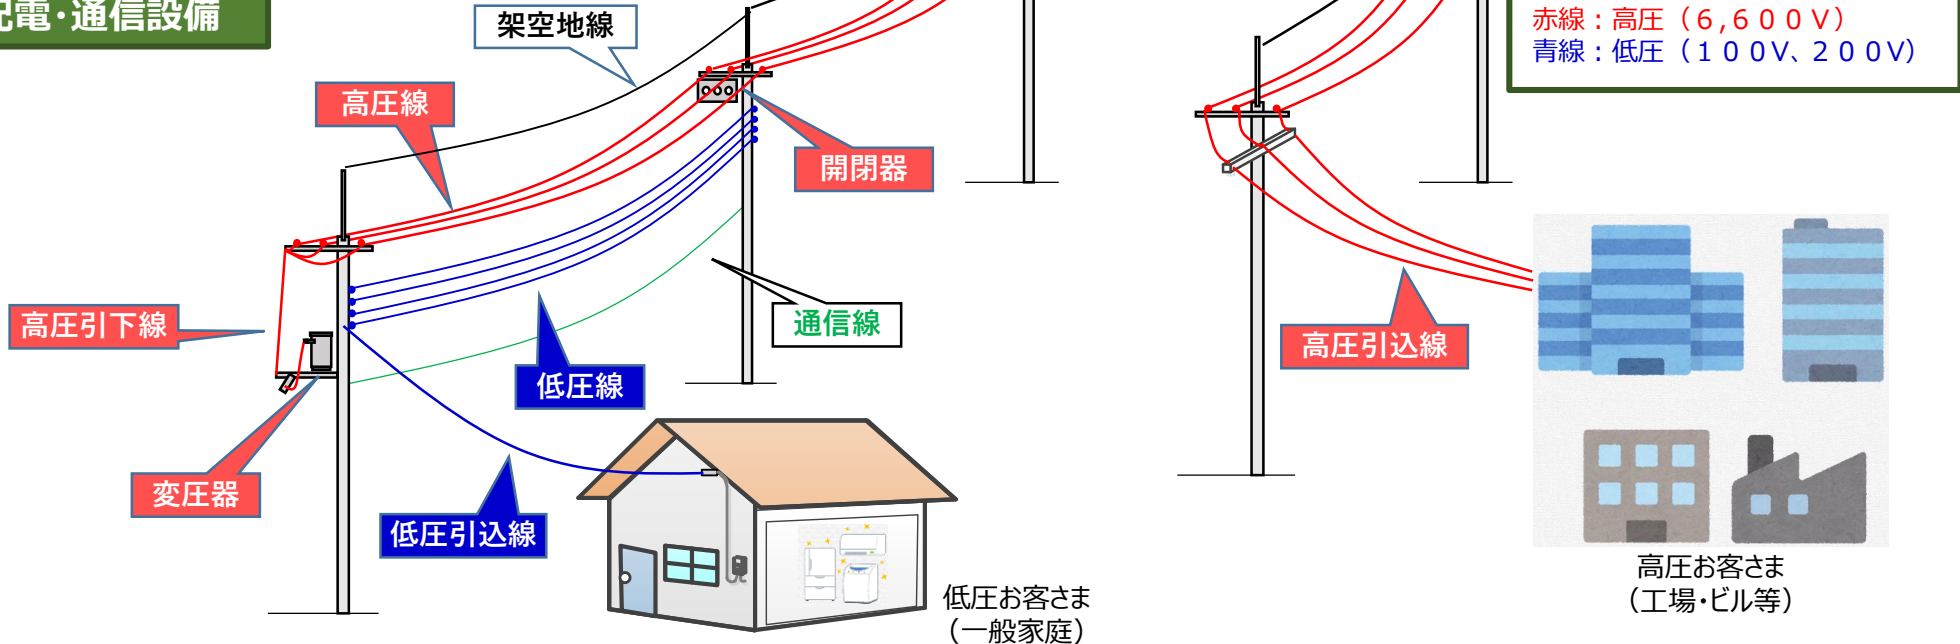 配電・通信設備
架空地線
赤線：高圧（６,６００Ｖ）
青線：低圧（１００Ｖ、２００Ｖ）
高圧線
開閉器
高圧引下線
通信線
高圧引込線
低圧線
変圧器
低圧引込線
高圧お客さま
（工場・ビル等）
低圧お客さま
（一般家庭）